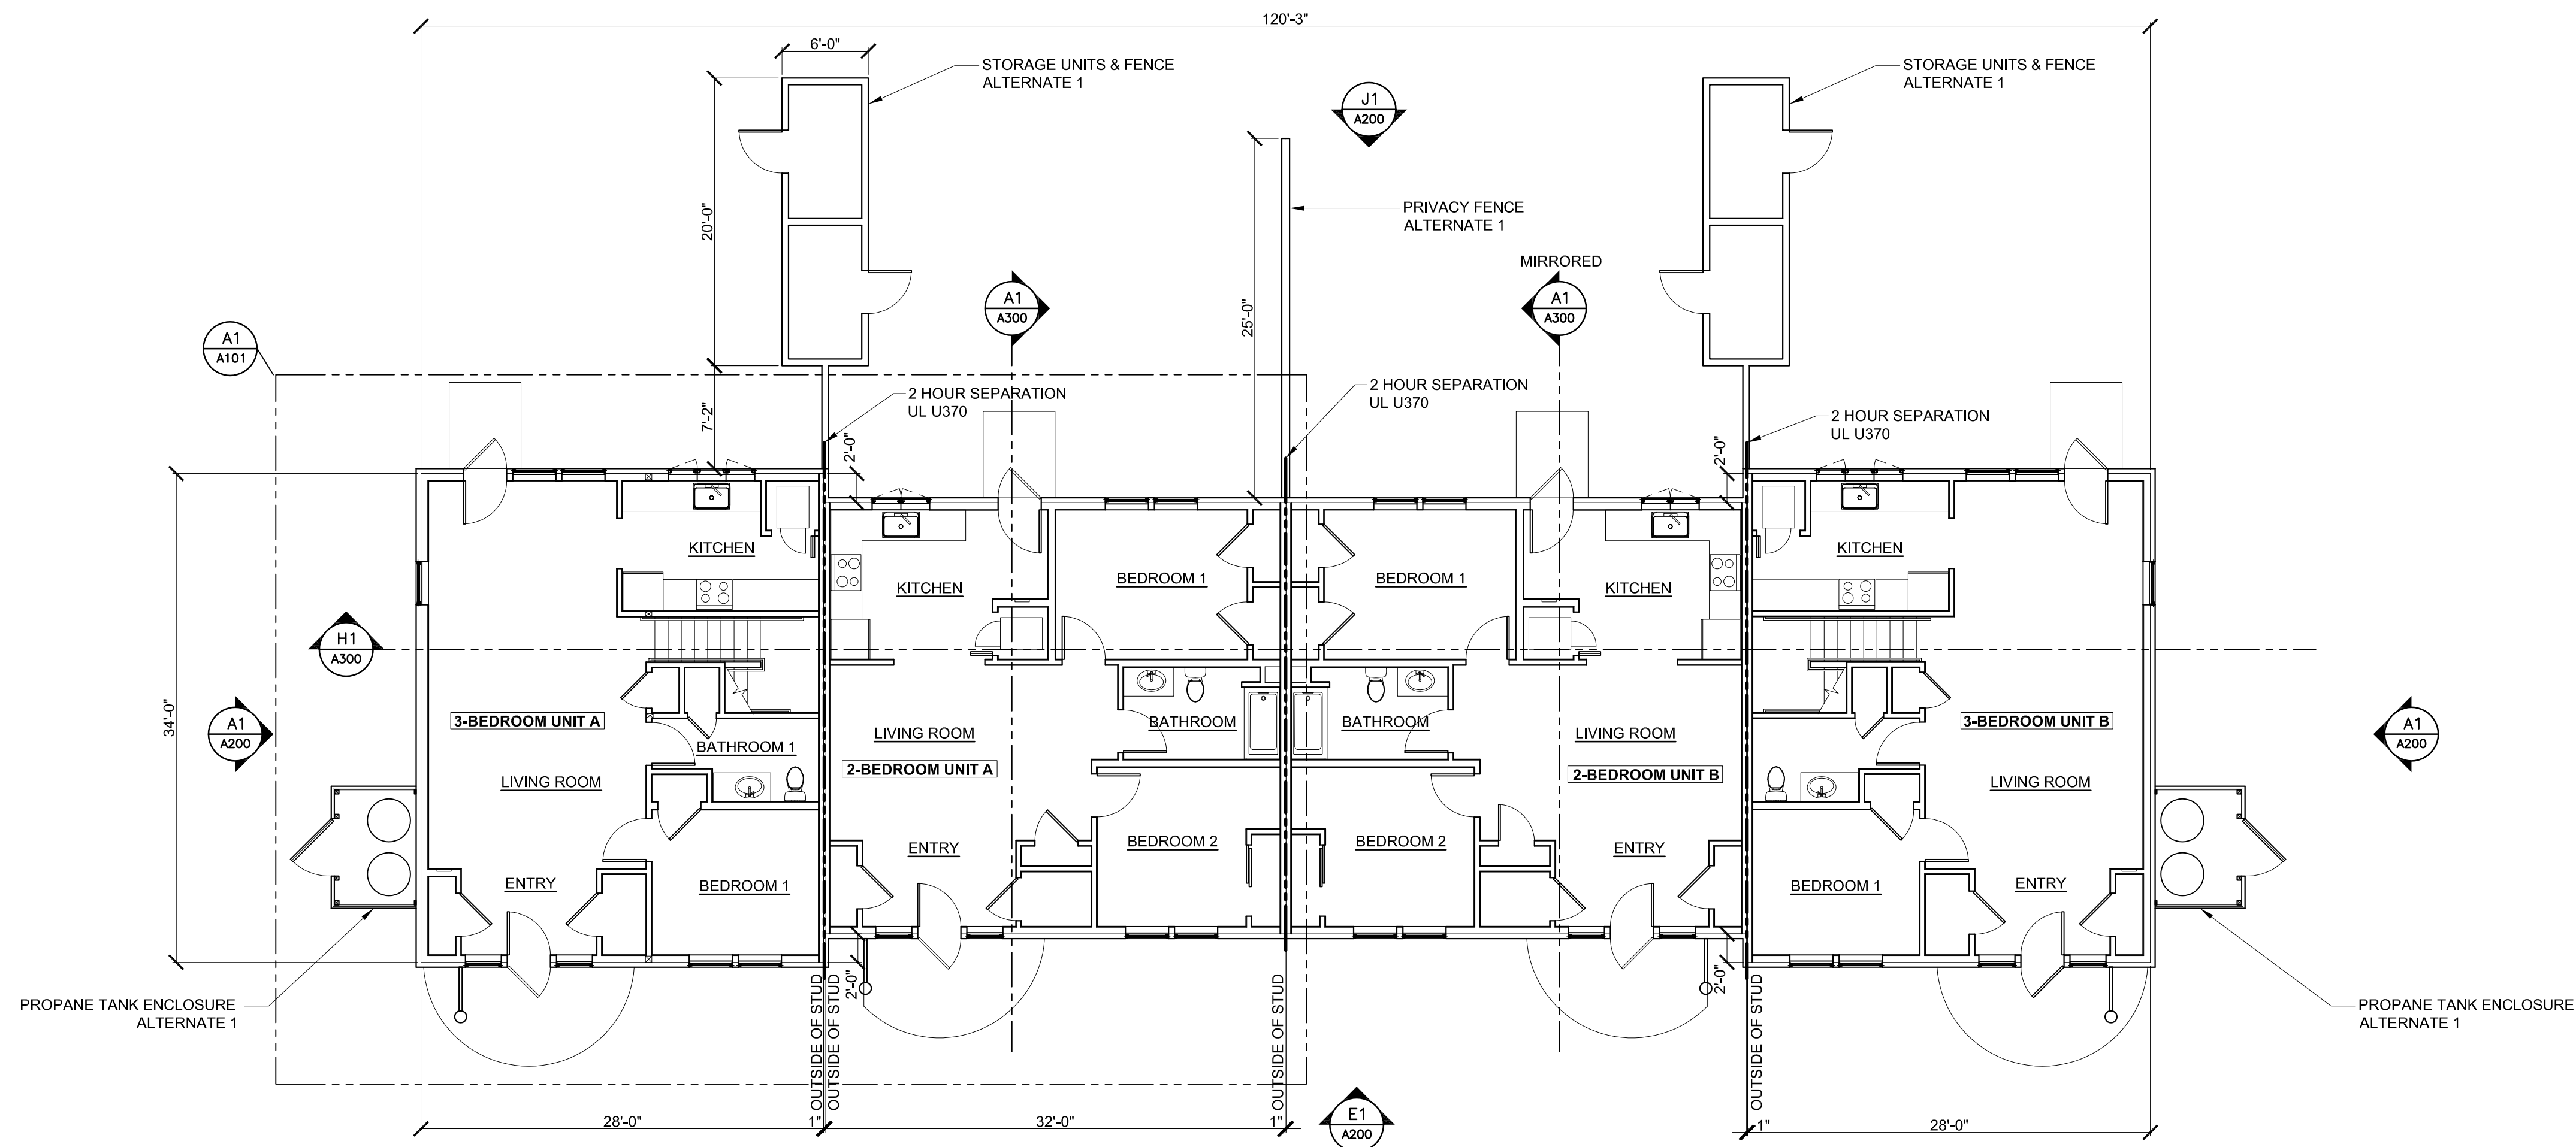 120'-3"
6'-0"
STORAGE UNITS & FENCE
ALTERNATE 1
STORAGE UNITS & FENCE
ALTERNATE 1
J1
A200
20'-0"
PRIVACY FENCE
ALTERNATE 1
MIRRORED
25'-0"
A1
A300
A1
A300
A1
A101
7'-2"
2 HOUR SEPARATION
UL U370
2 HOUR SEPARATION
UL U370
2 HOUR SEPARATION
UL U370
2'-0"
2'-0"
KITCHEN
KITCHEN
BEDROOM 1
BEDROOM 1
KITCHEN
KITCHEN
H1
A300
34'-0"
A1
A200
3-BEDROOM UNIT A
LIVING ROOM
BATHROOM
BATHROOM
LIVING ROOM
3-BEDROOM UNIT B
A1
A200
BATHROOM 1
2-BEDROOM UNIT A
2-BEDROOM UNIT B
LIVING ROOM
LIVING ROOM
ENTRY
BEDROOM 2
BEDROOM 2
ENTRY
ENTRY
BEDROOM 1
BEDROOM 1
ENTRY
PROPANE TANK ENCLOSURE
ALTERNATE 1
OUTSIDE OF STUD
OUTSIDE OF STUD
2'-0"
OUTSIDE OF STUD
2'-0"
OUTSIDE OF STUD
PROPANE TANK ENCLOSURE
ALTERNATE 1
28'-0"
1"
32'-0"
1"
E1
A200
1"
28'-0"